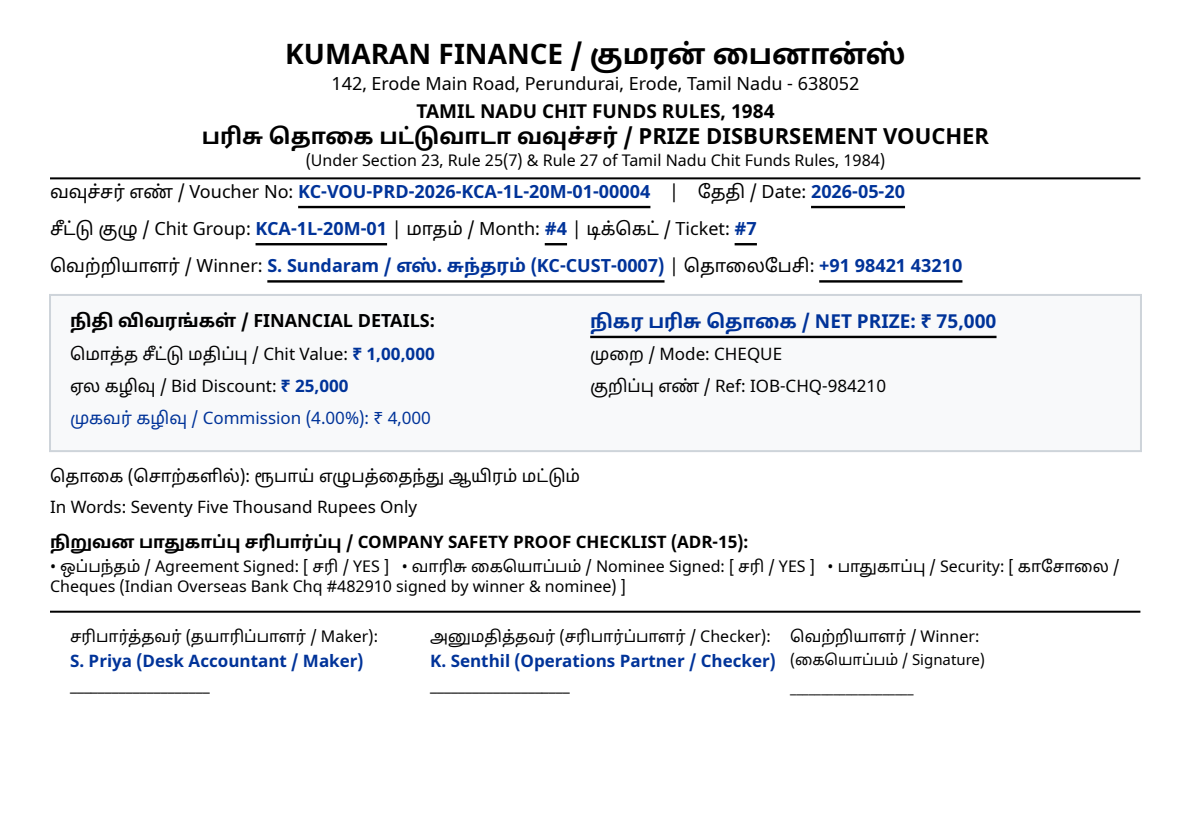 KUMARAN FINANCE / குமரன் பைனான்ஸ்
142, Erode Main Road, Perundurai, Erode, Tamil Nadu - 638052
TAMIL NADU CHIT FUNDS RULES, 1984
பரிசு தொகை பட்டுவாடா வவுச்சர் / PRIZE DISBURSEMENT VOUCHER
(Under Section 23, Rule 25(7) & Rule 27 of Tamil Nadu Chit Funds Rules, 1984)
வவுச்சர் எண் / Voucher No: KC-VOU-PRD-2026-KCA-1L-20M-01-00004 | தேதி / Date: 2026-05-20
சீட்டு குழு / Chit Group: KCA-1L-20M-01 | மாதம் / Month: #4 | டிக்கெட் / Ticket: #7
வெற்றியாளர் / Winner: S. Sundaram / எஸ். சுந்தரம் (KC-CUST-0007) | தொலைபேசி: +91 98421 43210
நிதி விவரங்கள் / FINANCIAL DETAILS:
மொத்த சீட்டு மதிப்பு / Chit Value: ₹ 1,00,000
ஏல கழிவு / Bid Discount: ₹ 25,000
முகவர் கழிவு / Commission (4.00%): ₹ 4,000
நிகர பரிசு தொகை / NET PRIZE: ₹ 75,000
முறை / Mode: CHEQUE
குறிப்பு எண் / Ref: IOB-CHQ-984210
தொகை (சொற்களில்): ரூபாய் எழுபத்தைந்து ஆயிரம் மட்டும்
In Words: Seventy Five Thousand Rupees Only
நிறுவன பாதுகாப்பு சரிபார்ப்பு / COMPANY SAFETY PROOF CHECKLIST (ADR-15):
• ஒப்பந்தம் / Agreement Signed: [ சரி / YES ] • வாரிசு கையொப்பம் / Nominee Signed: [ சரி / YES ] • பாதுகாப்பு / Security: [ காசோலை /
Cheques (Indian Overseas Bank Chq #482910 signed by winner & nominee) ]
சரிபார்த்தவர் (தயாரிப்பாளர் / Maker):
S. Priya (Desk Accountant / Maker)
அனுமதித்தவர் (சரிபார்ப்பாளர் / Checker):
K. Senthil (Operations Partner / Checker)
வெற்றியாளர் / Winner:
(கையொப்பம் / Signature)